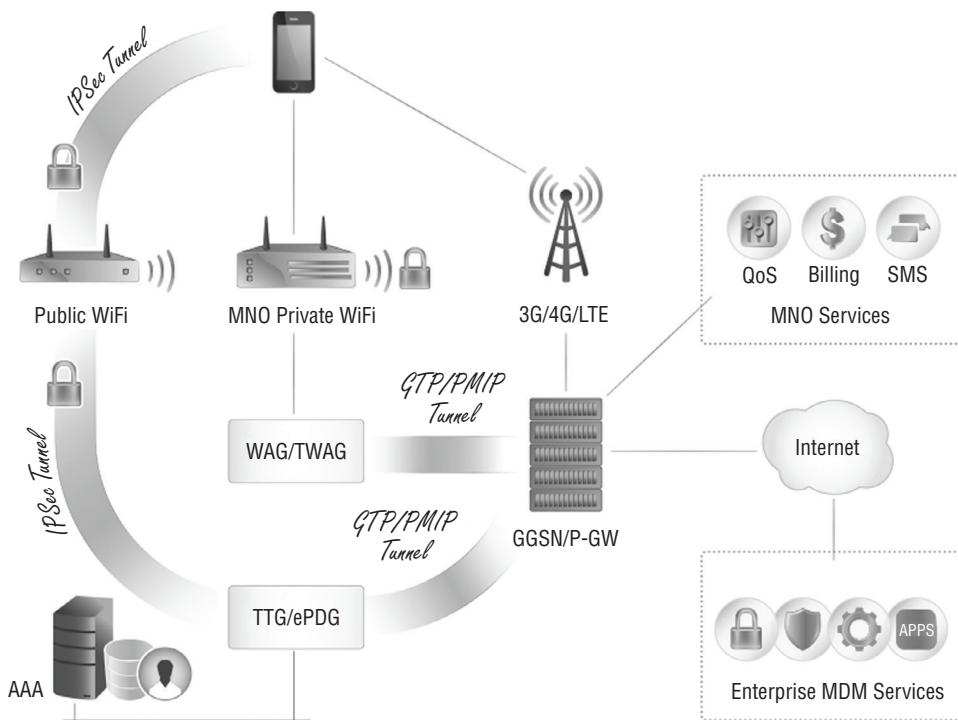 IPSec Tunnel
QoS
Billing
SMS
Public WiFi
MNO Private WiFi
3G/4G/LTE
MNO Services
GTP/PMIP
Tunnel
WAG/TWAG
Internet
IPSec Tunnel
GTP/PMIP
Tunnel
GGSN/P-GW
TTG/ePDG
APPS
AAA
Enterprise MDM Services